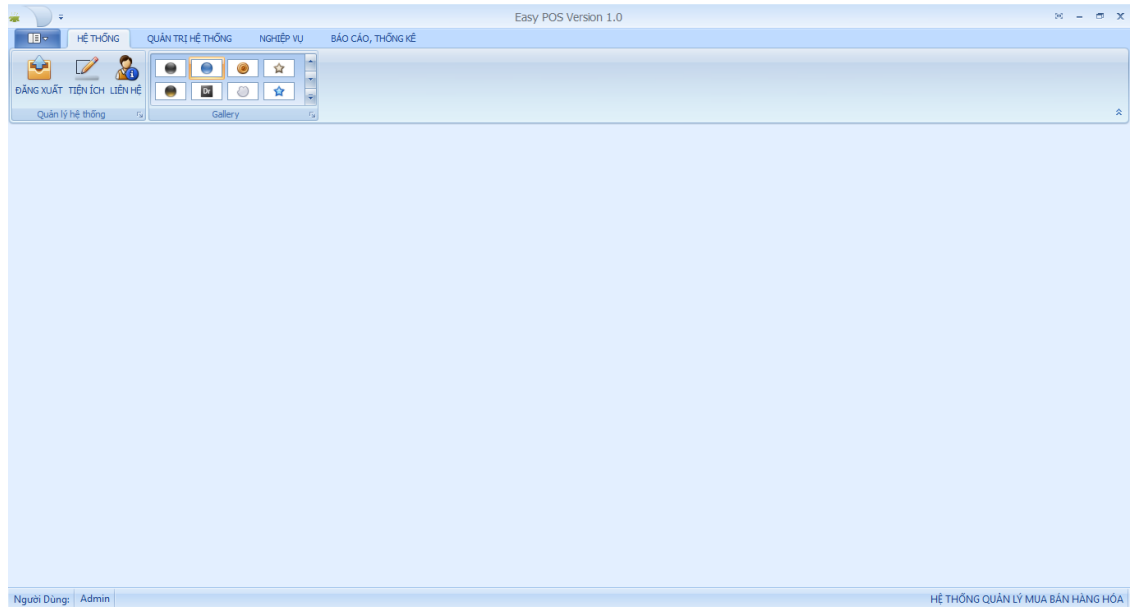 Easy POS Version 1.0
HỆ THỐNG QUẢN TRỊ HỆ THỐNG NGHIỆP VỤ BÁO CÁO, THỐNG KÊ
ĐĂNG XUẤT TIỆN ÍCH LIÊN HỆ
Dr
Quản lý hệ thống Gallery
Người Dùng: Admin HỆ THỐNG QUẢN LÝ MUA BÁN HÀNG HÓA